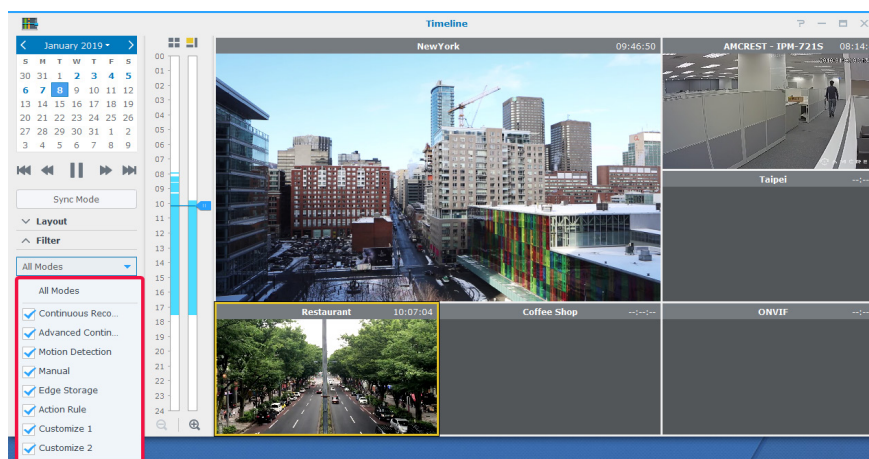 Timeline
January 2019
S M T W T F S
30 31 1 2 3 4 5
6 7 8 9 10 11 12
13 14 15 16 17 18 19
20 21 22 23 24 25 26
27 28 29 30 31 1 2
3 4 5 6 7 8 9
Sync Mode
Layout
Filter
All Modes
All Modes
Continuous Reco...
Advanced Contin...
Motion Detection
Manual
Edge Storage
Action Rule
Customize 1
Customize 2
00
01
02
03
04
05
06
07
08
09
10
11
12
13
14
15
16
17
18
19
20
21
22
23
24
NewYork 09:46:50
AMCREST - IPM-721S 08:14:
Taipei --:--
Restaurant 10:07:04
Coffee Shop --:--:--
ONVIF --:--